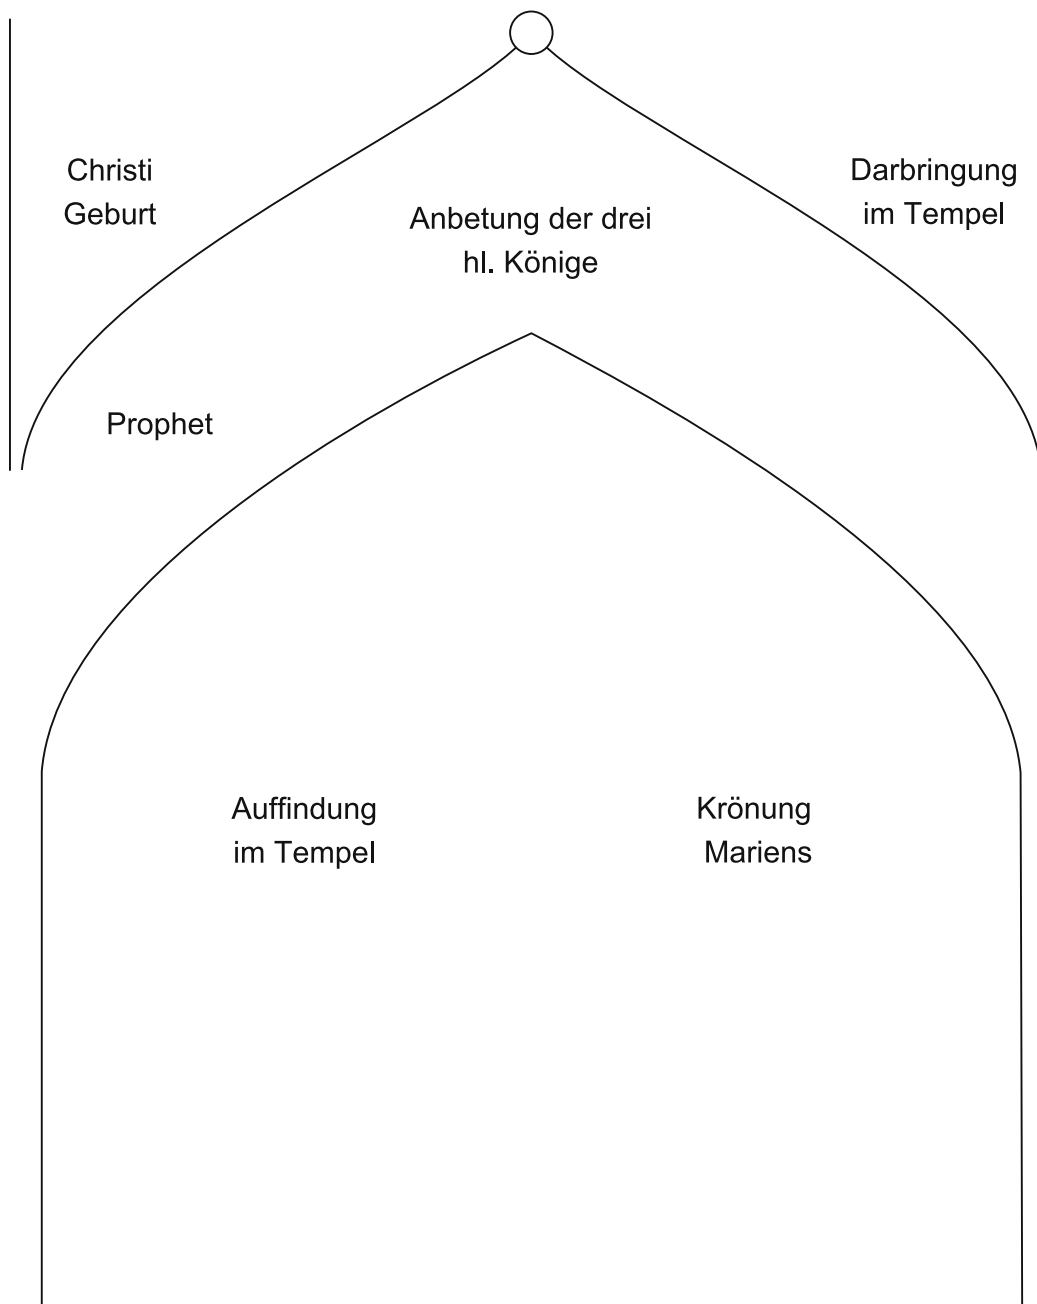 Christi
Geburt
Anbetung der drei
hl. Könige
Darbringung
im Tempel
Prophet
Auffindung
im Tempel
Krönung
Mariens